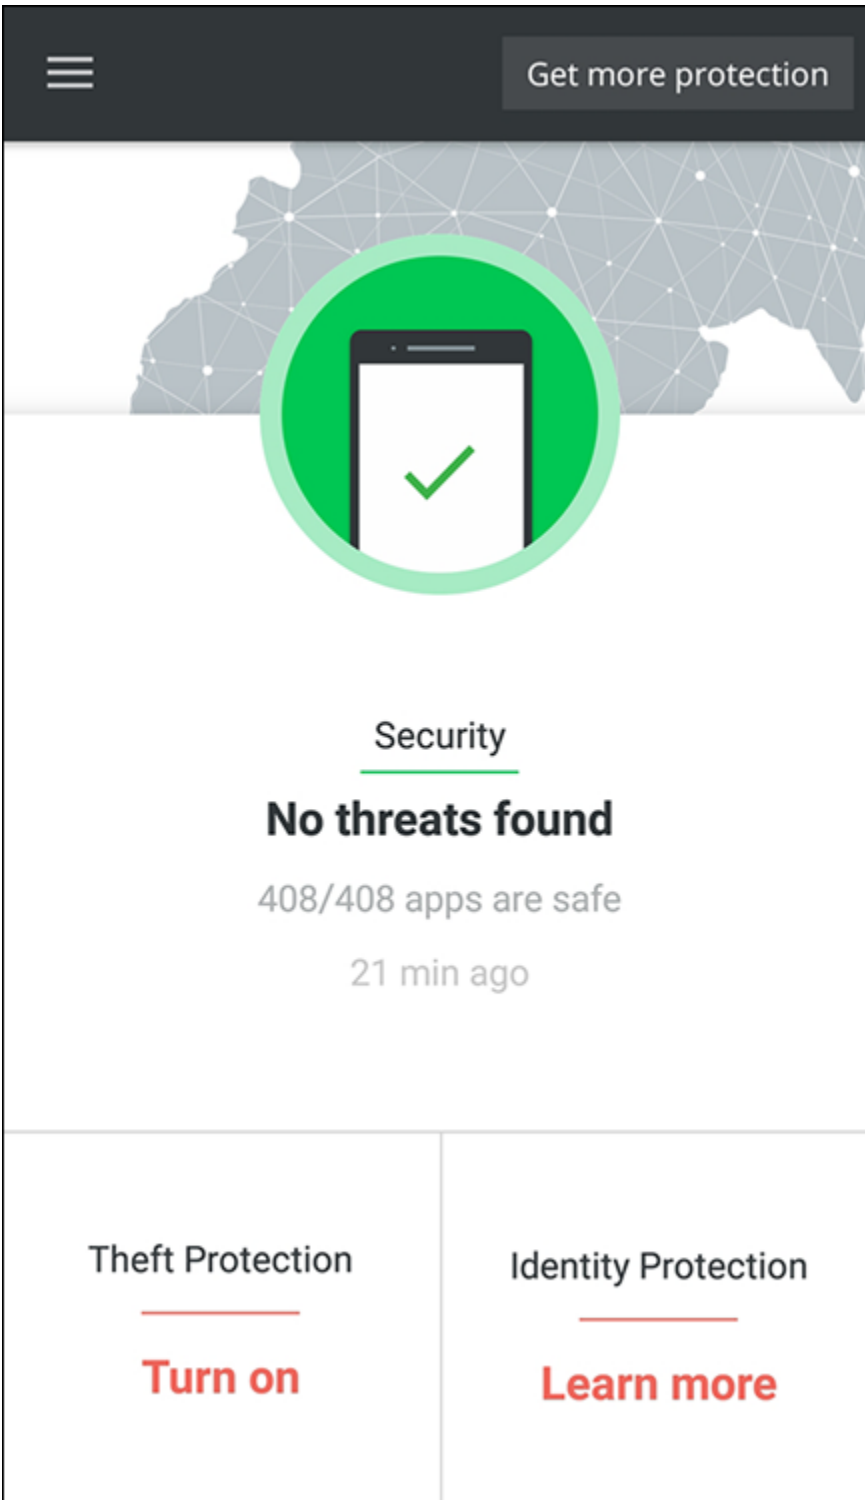 Get more protection
Security
No threats found
408/408 apps are safe
21 min ago
Theft Protection
Identity Protection
Turn on
Learn more